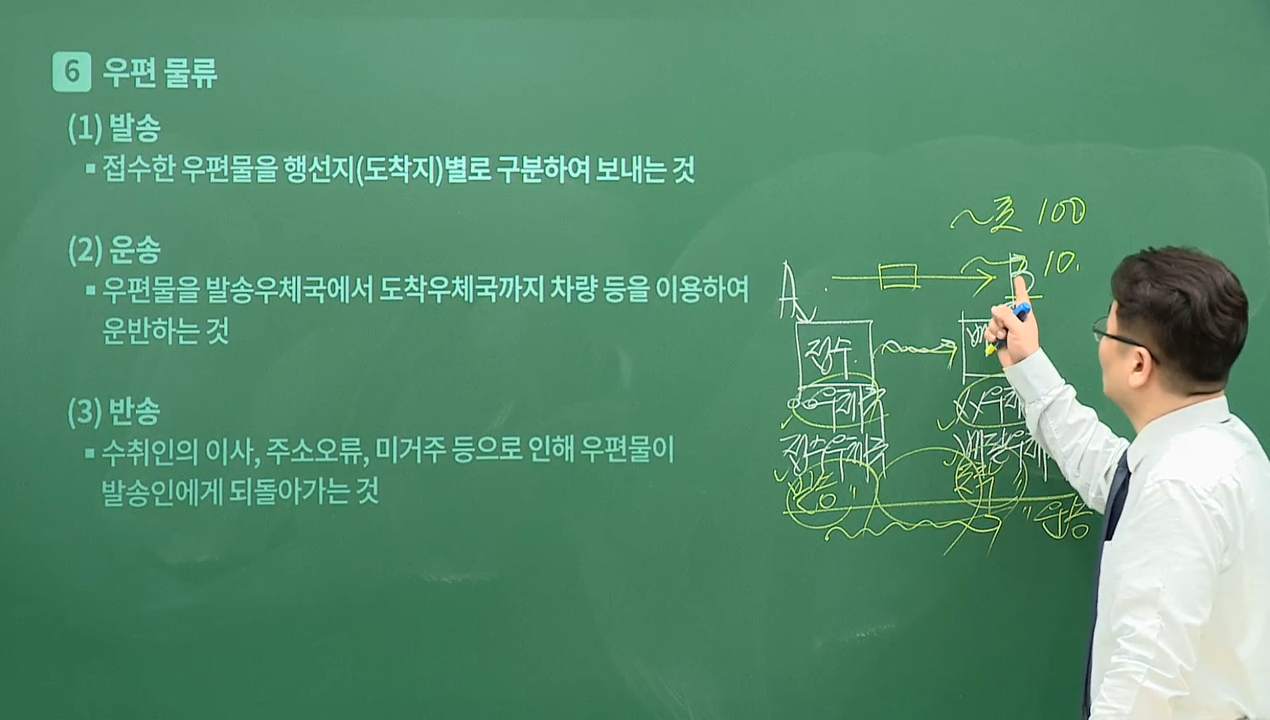 6 우편 물류
(1) 발송
▪ 접수한 우편물을 행선지(도착지)별로 구분하여 보내는 것
(2) 운송
▪ 우편물을 발송우체국에서 도착우체국까지 차량 등을 이용하여
운반하는 것
(3) 반송
▪ 수취인의 이사, 주소오류, 미거주 등으로 인해 우편물이
발송인에게 되돌아가는 것
~로 100
10.
A B
접수
접수우체국
발송
운송